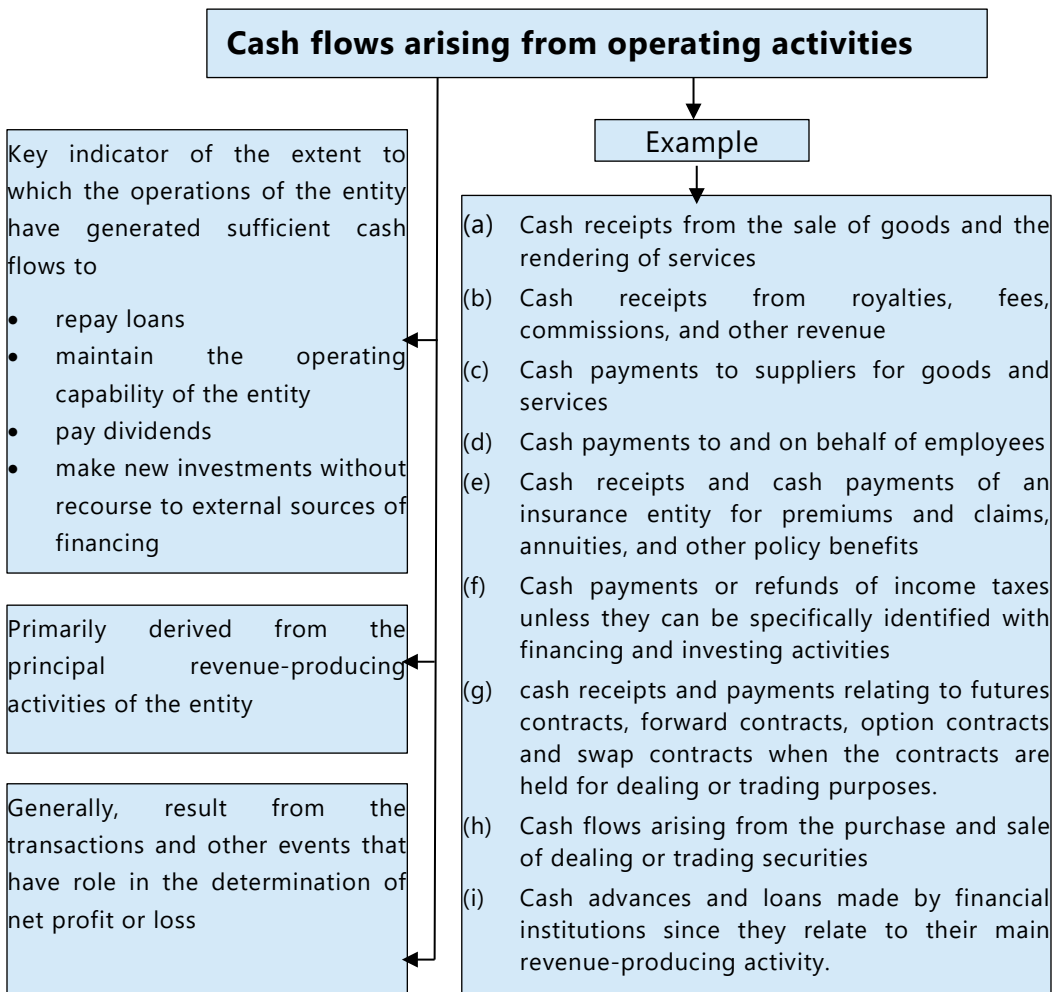 Cash flows arising from operating activities
Key indicator of the extent to
which the operations of the entity
have generated sufficient cash
flows to
• repay loans
• maintain the operating
capability of the entity
• pay dividends
• make new investments without
recourse to external sources of
financing
Primarily derived from the
principal revenue-producing
activities of the entity
Generally, result from the
transactions and other events that
have role in the determination of
net profit or loss
Example
(a) Cash receipts from the sale of goods and the
rendering of services
(b) Cash receipts from royalties, fees,
commissions, and other revenue
(c) Cash payments to suppliers for goods and
services
(d) Cash payments to and on behalf of employees
(e) Cash receipts and cash payments of an
insurance entity for premiums and claims,
annuities, and other policy benefits
(f) Cash payments or refunds of income taxes
unless they can be specifically identified with
financing and investing activities
(g) cash receipts and payments relating to futures
contracts, forward contracts, option contracts
and swap contracts when the contracts are
held for dealing or trading purposes.
(h) Cash flows arising from the purchase and sale
of dealing or trading securities
(i) Cash advances and loans made by financial
institutions since they relate to their main
revenue-producing activity.